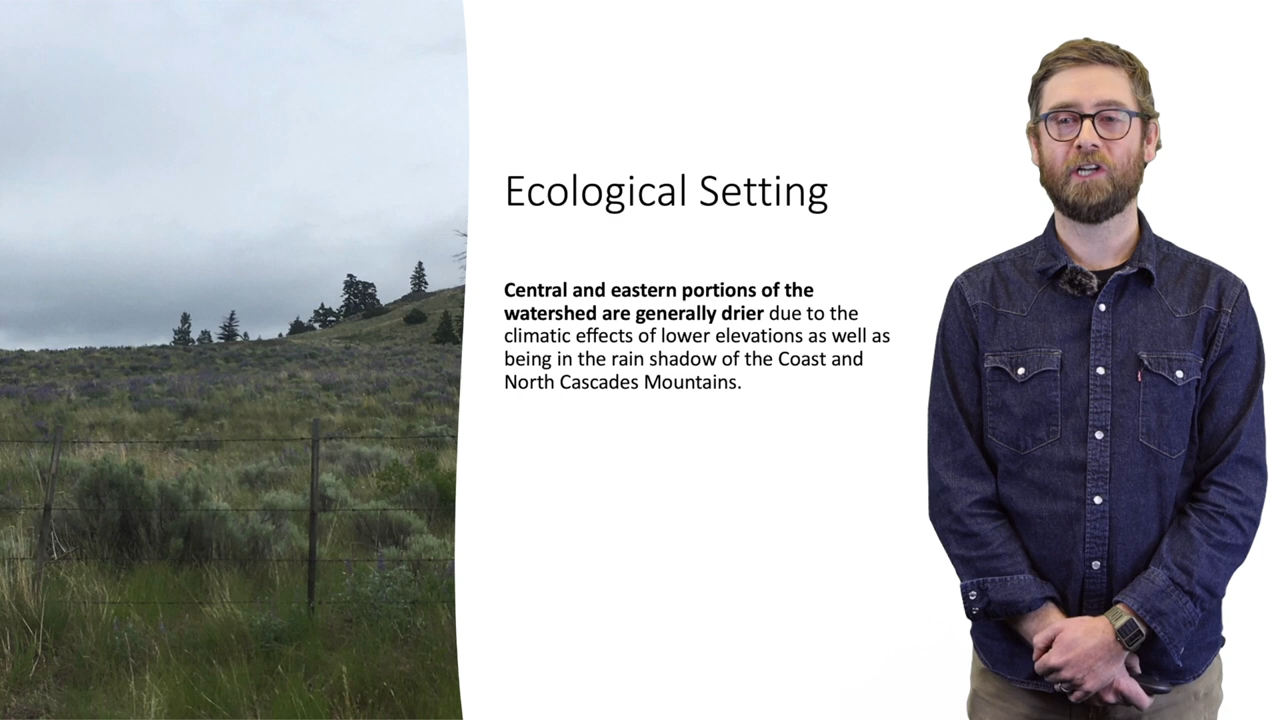 Ecological Setting
Central and eastern portions of the
watershed are generally drier due to the
climatic effects of lower elevations as well as
being in the rain shadow of the Coast and
North Cascades Mountains.